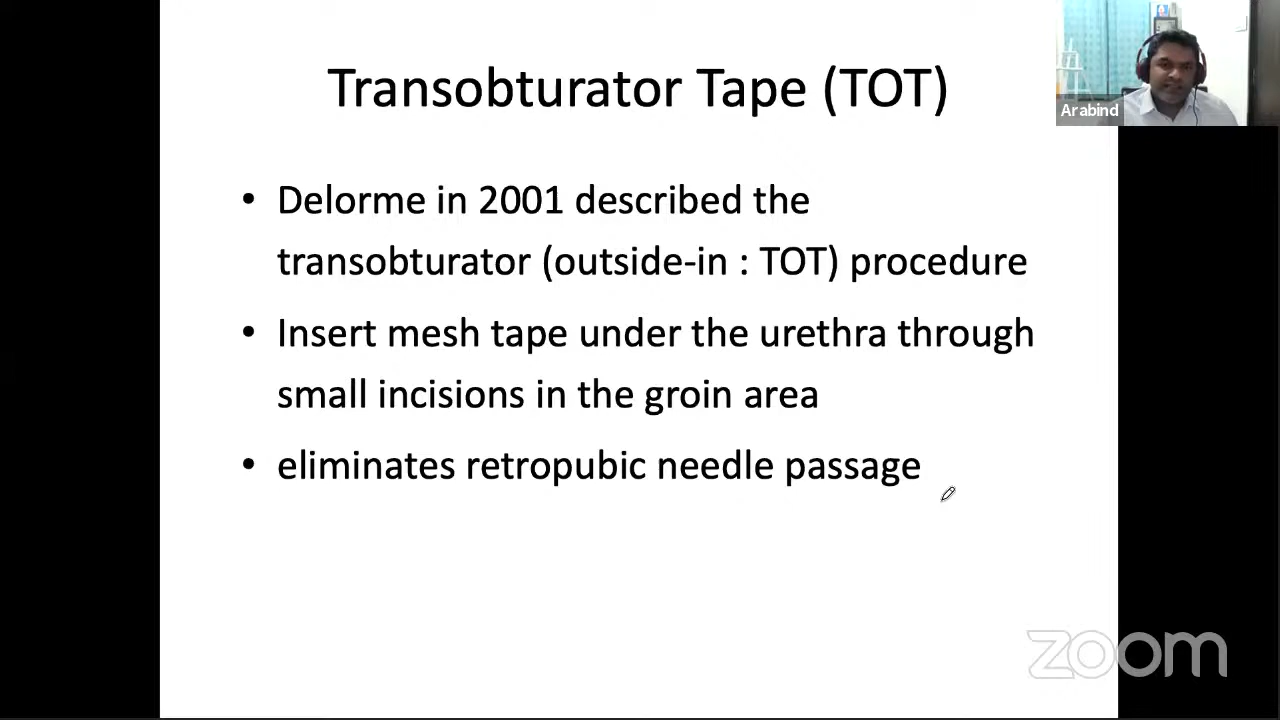 Transobturator Tape (TOT)
Arabind
• Delorme in 2001 described the
transobturator (outside-in : TOT) procedure
• Insert mesh tape under the urethra through
small incisions in the groin area
• eliminates retropubic needle passage
zoom